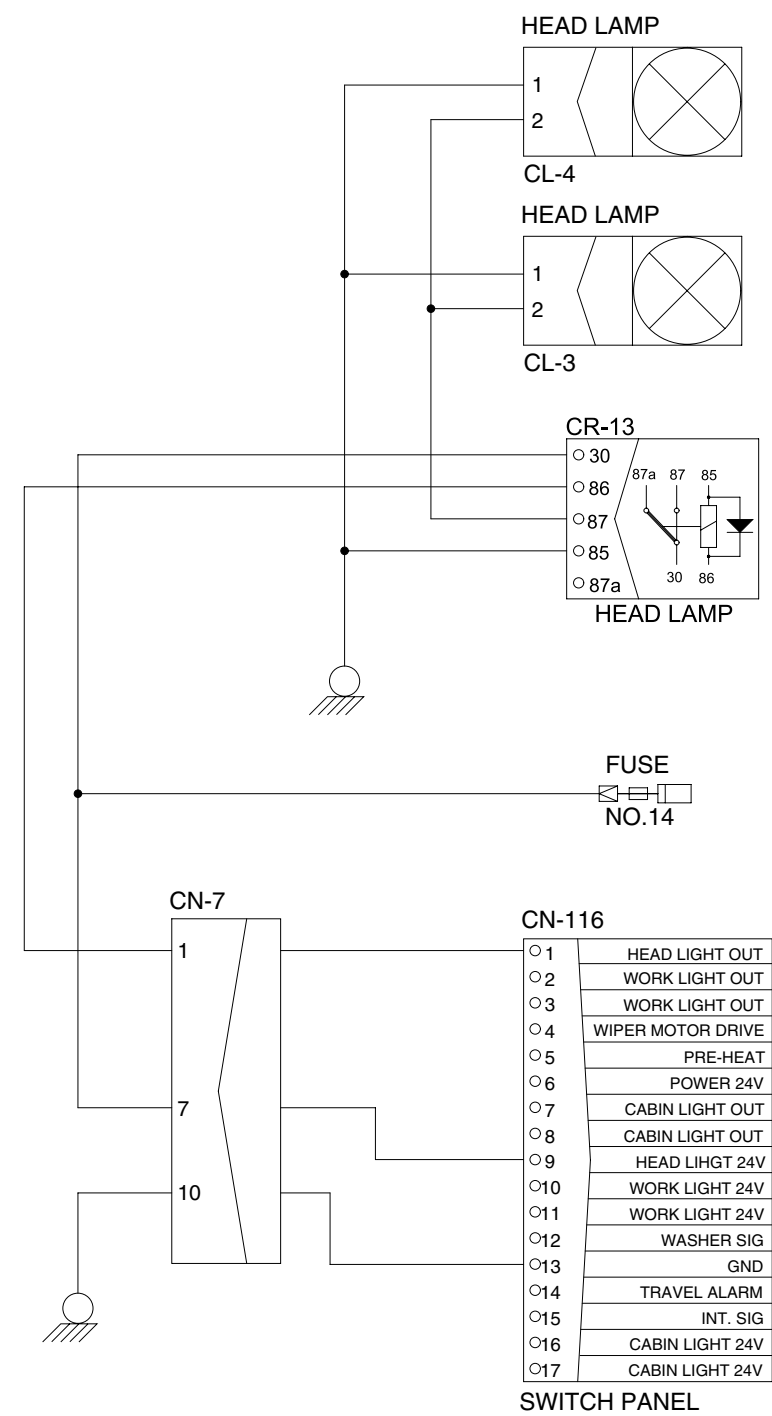 HEAD LAMP
1
2
CL-4
HEAD LAMP
1
2
CL-3
CR-13
30
86
87
85
87a
87a 87 85
30 86
HEAD LAMP
FUSE
NO.14
CN-7
1
7
10
CN-116
1 HEAD LIGHT OUT
2 WORK LIGHT OUT
3 WORK LIGHT OUT
4 WIPER MOTOR DRIVE
5 PRE-HEAT
6 POWER 24V
7 CABIN LIGHT OUT
8 CABIN LIGHT OUT
9 HEAD LIHGT 24V
10 WORK LIGHT 24V
11 WORK LIGHT 24V
12 WASHER SIG
13 GND
14 TRAVEL ALARM
15 INT. SIG
16 CABIN LIGHT 24V
17 CABIN LIGHT 24V
SWITCH PANEL